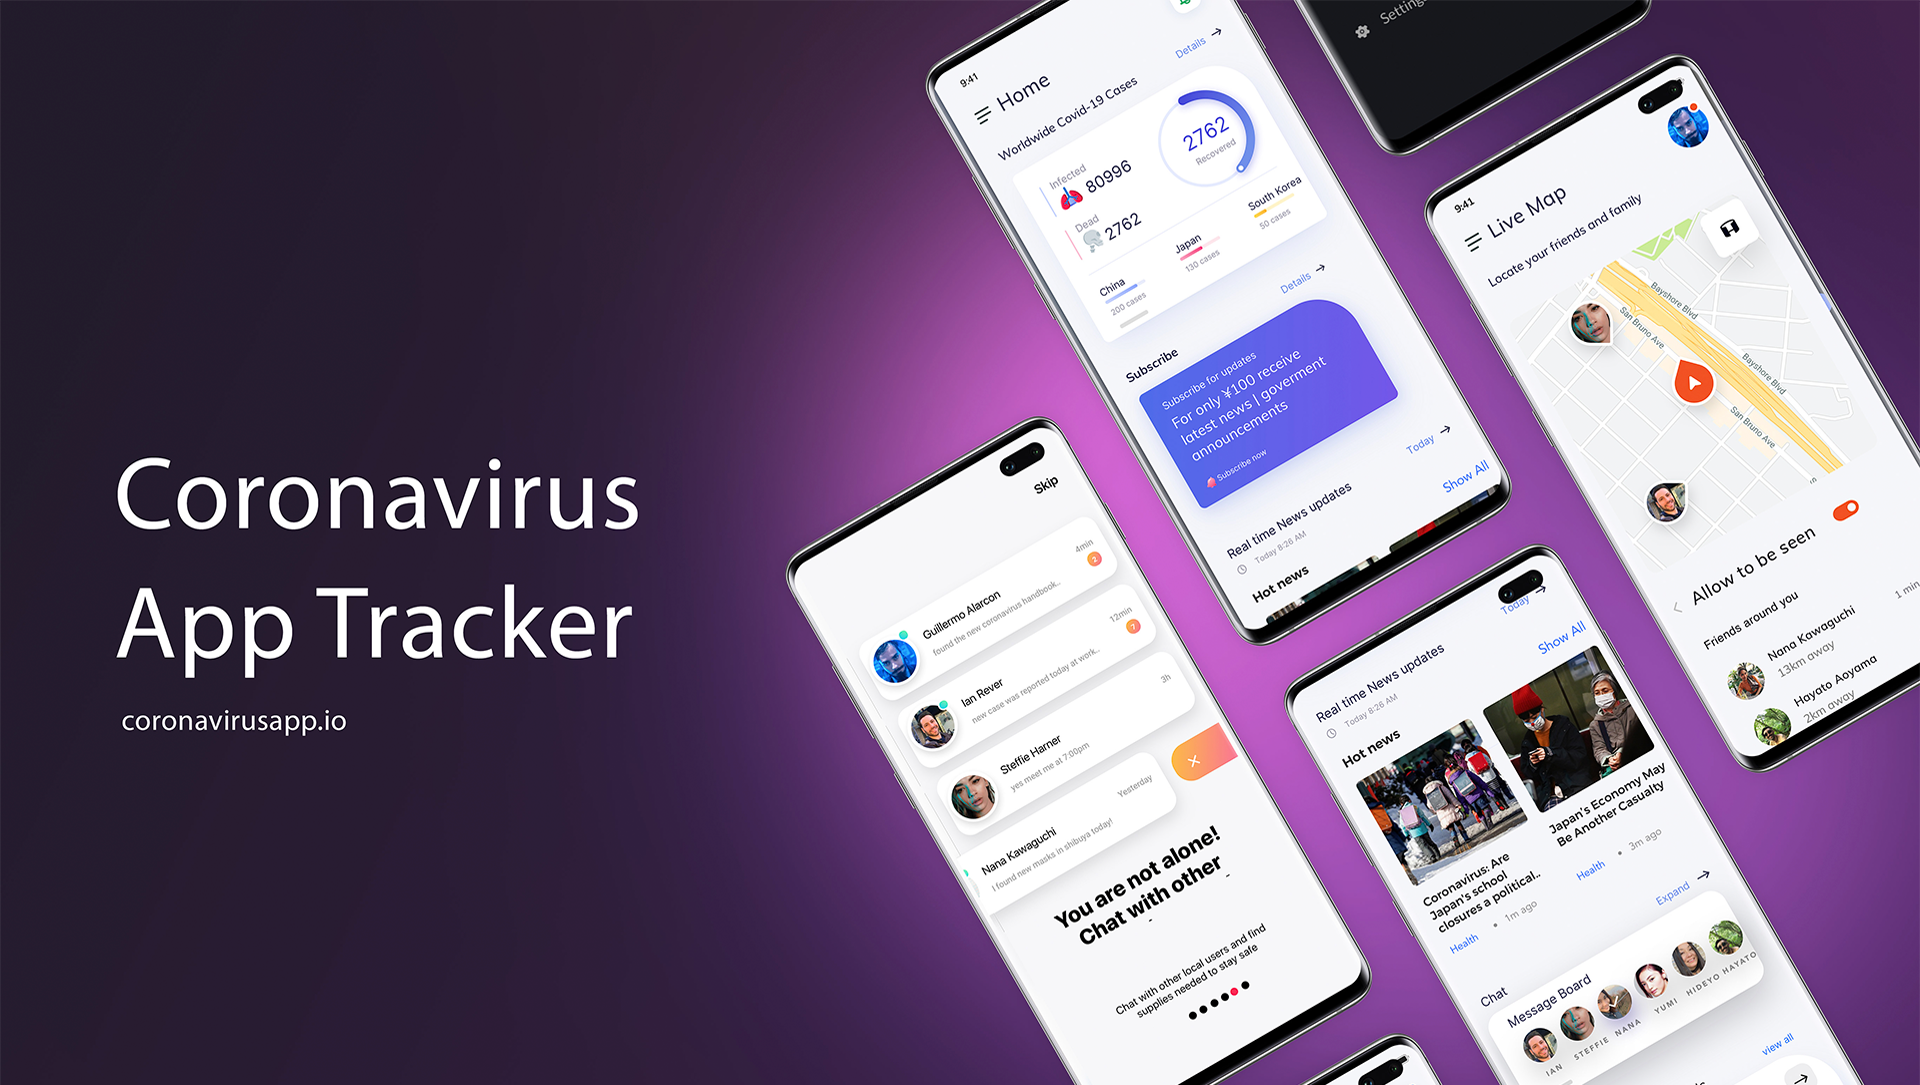 Coronavirus
App Tracker
coronavirusapp.io
9:41
Home
Details
Worldwide Covid-19 Cases
Infected
80996
Dead
2762
2762
Recovered
China
200 cases
Japan
130 cases
South Korea
50 cases
Details
Subscribe
Subscribe for updates
For only ¥100 receive
latest news | goverment
announcements
Subscribe now
Today
Real time News updates
Today 8:26 AM
Show All
Hot news
Settings
9:41
Live Map
Locate your friends and family
Bayshore Blvd
San Bruno Ave
Bayshore Blvd
San Bruno Ave
Allow to be seen
Friends around you
1 min
Nana Kawaguchi
13km away
Hayato Aoyama
2km away
Skip
4min
2
Guillermo Alarcon
found the new coronavirus handbook..
12min
Ian Rever
new case was reported today at work..
3h
Steffie Harner
yes meet me at 7:00pm
Yesterday
Nana Kawaguchi
I found new masks in shibuya today!
You are not alone!
Chat with other
Chat with other local users and find
supplies needed to stay safe
Today
Real time News updates
Today 8:26 AM
Show All
Hot news
Coronavirus: Are
Japan's school
closures a political..
Health • 1m ago
Japan's Economy May
Be Another Casualty
Health • 3m ago
Expand
Chat
Message Board
IAN
STEFFIE
NANA
YUMI
HIDEYO
HAYATO
view all